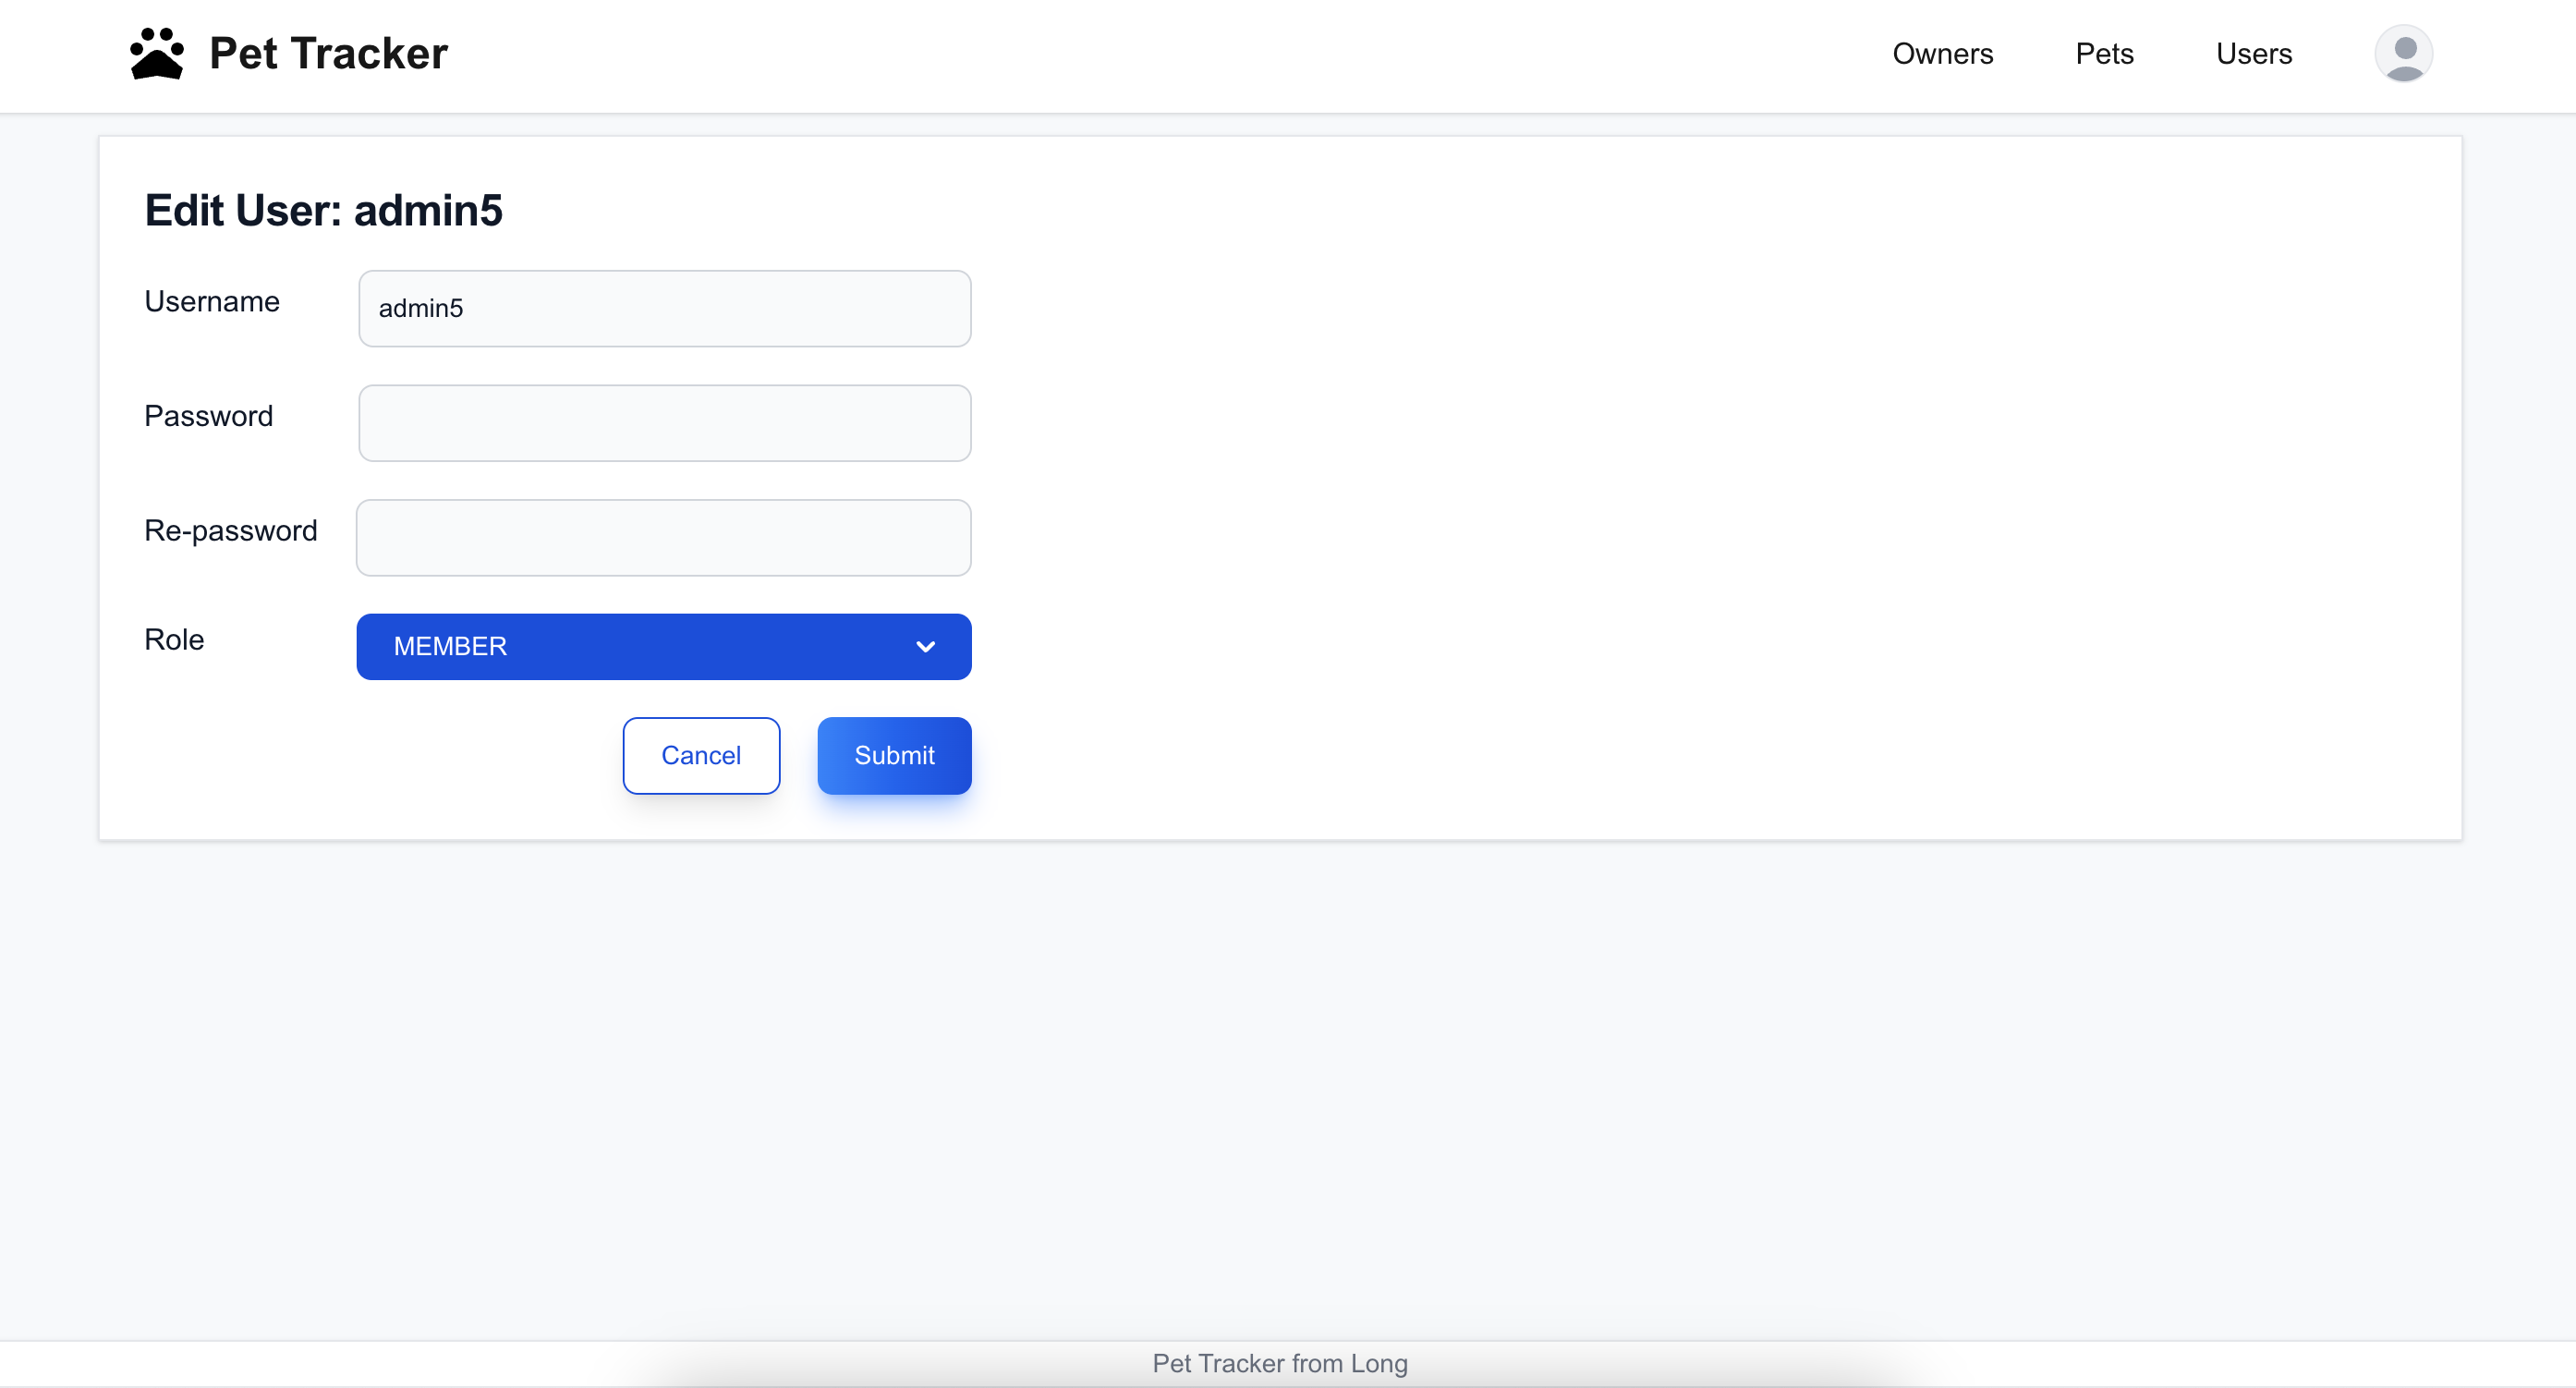 Pet Tracker
Owners Pets Users
Edit User: admin5
Username admin5
Password
Re-password
Role MEMBER
Cancel Submit
Pet Tracker from Long